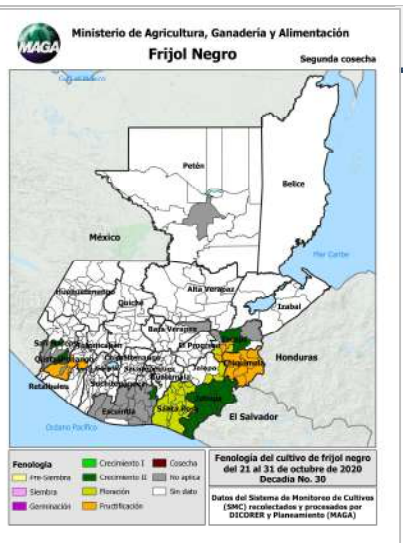 MAGA
Ministerio de Agricultura, Ganadería y Alimentación
Frijol Negro
Segunda cosecha
Petén
Belice
México
Mar Caribe
Huehuetenango
Quiché
Alta Verapaz
Izabal
Baja Verapaz
El Progreso
Honduras
Chiquimula
Quetzaltenango
Chimaltenango
Guatemala
Jalapa
Retalhuleu
Suchitepéquez
Escuintla
Santa Rosa
Jutiapa
El Salvador
Océano Pacífico
Fenología
Pre-Siembra
Siembra
Germinación
Crecimiento I
Crecimiento II
Floración
Fructificación
Cosecha
No aplica
Sin dato
Fenología del cultivo de frijol negro
del 21 al 31 de octubre de 2020
Decadia No. 30
Datos del Sistema de Monitoreo de Cultivos
(SMC) recolectados y procesados por
DICORER y Planeamiento (MAGA)